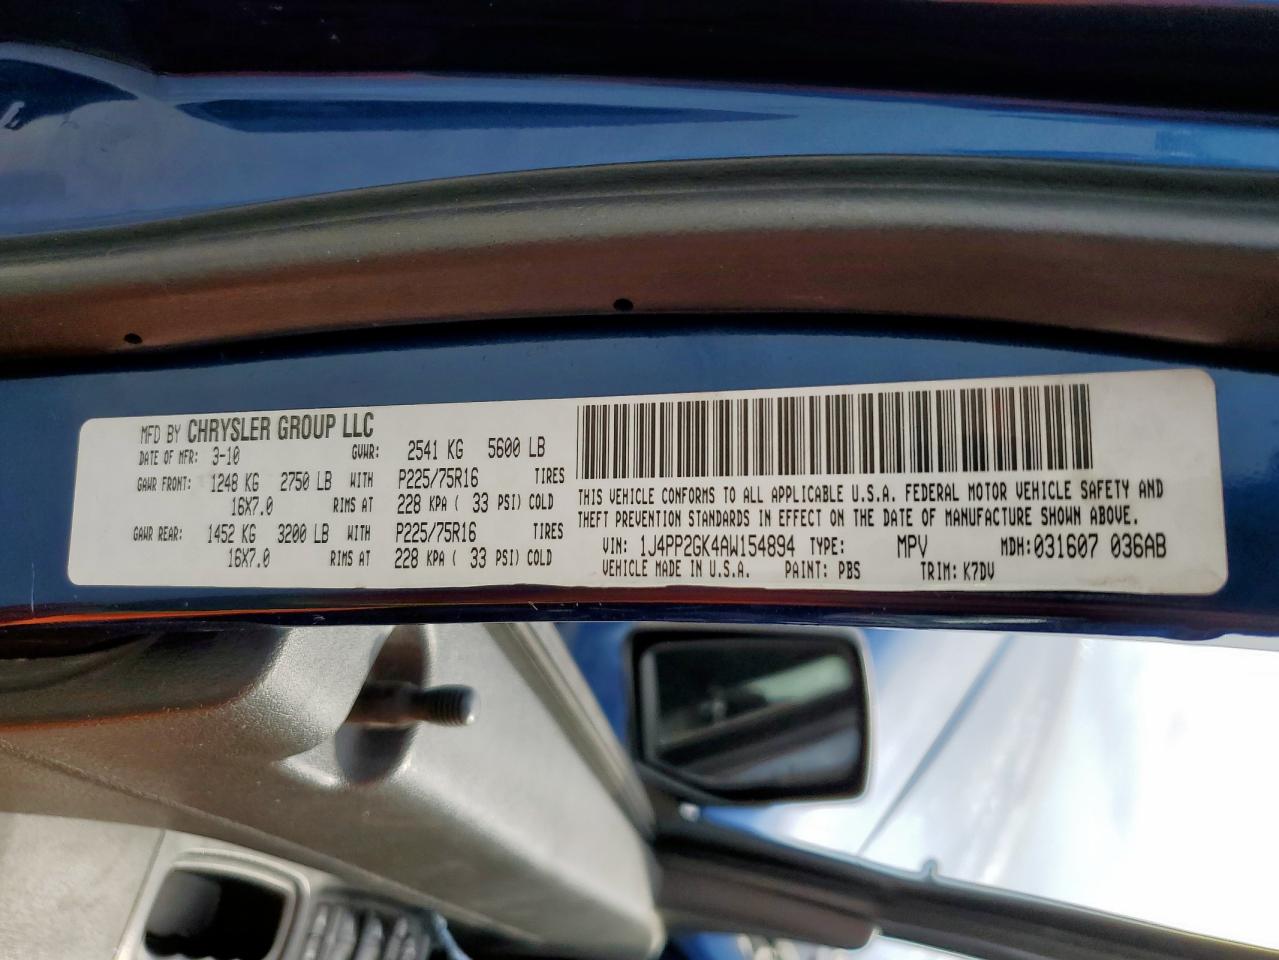 MFD BY CHRYSLER GROUP LLC
DATE OF MFR: 3-10 GVWR: 2541 KG 5600 LB
GAWR FRONT: 1248 KG 2750 LB WITH P225/75R16 TIRES
16X7.0 RIMS AT 228 KPA ( 33 PSI) COLD
GAWR REAR: 1452 KG 3200 LB WITH P225/75R16 TIRES
16X7.0 RIMS AT 228 KPA ( 33 PSI) COLD
THIS VEHICLE CONFORMS TO ALL APPLICABLE U.S.A. FEDERAL MOTOR VEHICLE SAFETY AND
THEFT PREVENTION STANDARDS IN EFFECT ON THE DATE OF MANUFACTURE SHOWN ABOVE.
VIN: 1J4PP2GK4AW154894 TYPE: MPV MDH:031607 036AB
VEHICLE MADE IN U.S.A. PAINT: PBS TRIM: K7DV